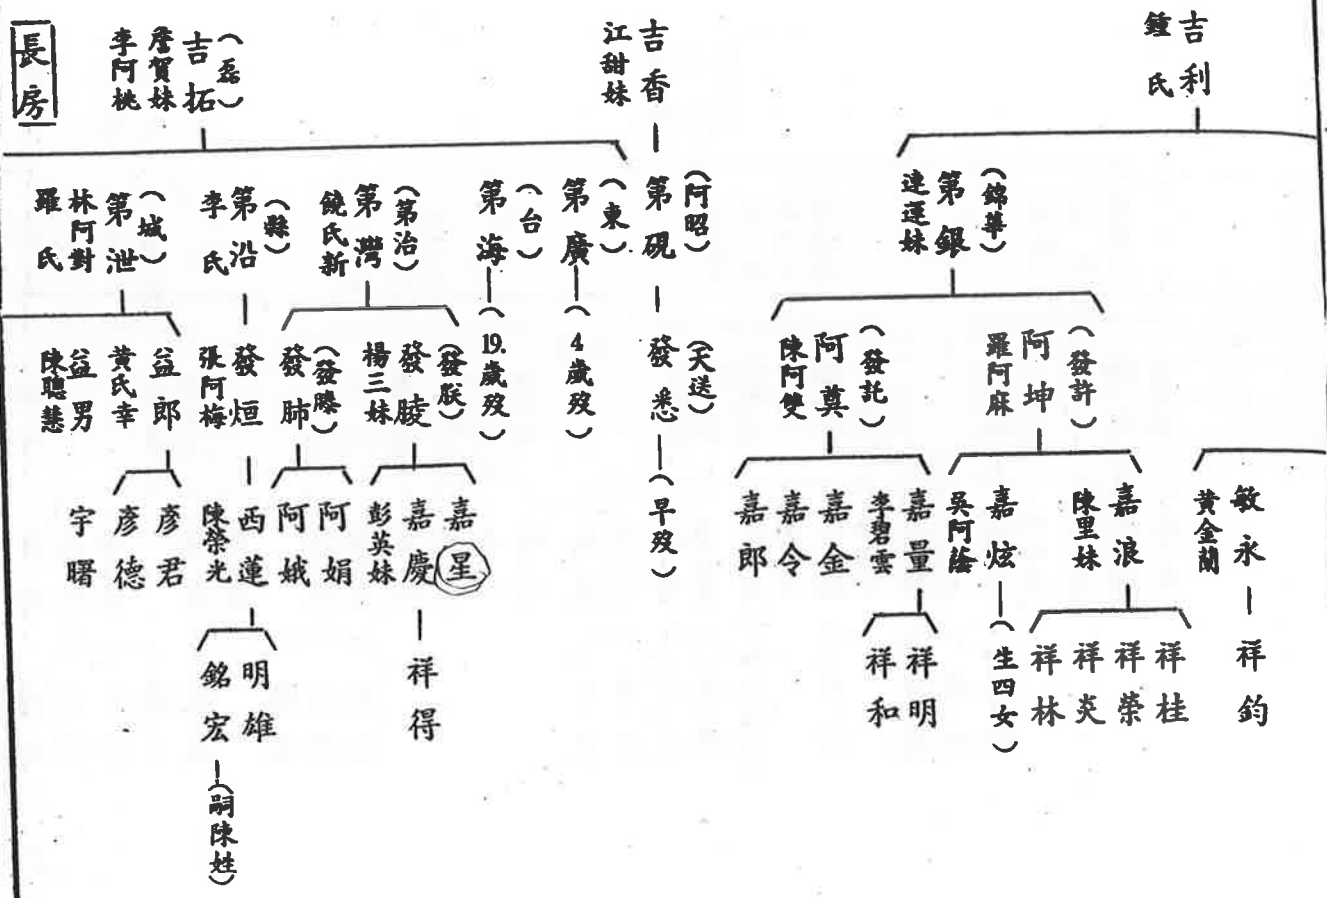 吉利
鍾氏
吉香
江甜妹
(磊)
吉拓
詹賀妹
李阿桃
長房
(錦華)
第銀
連運妹
(阿昭)
第硯
(東)
第廣
(台)
第海
(第治)
第灣
饒氏新
(縣)
第沿
李氏
(城)
第泄
林阿對
羅氏
(發許)
阿坤
羅阿麻
(發託)
阿奠
陳阿雙
(天送)
發悉
(4歲歿)
(19.歲歿)
(發朕)
發䧙
楊三妹
(發滕)
發肺
發烜
張阿梅
益郎
黃氏幸
益男
陳聰慧
敏永
黃金蘭
嘉浪
陳里妹
嘉炫
吳阿蔭
嘉量
李碧雲
嘉金
嘉令
嘉郎
(早歿)
嘉星
嘉慶
彭英妹
阿娟
阿娥
西蓮
陳榮光
彥君
彥德
宇曙
祥鈞
祥桂
祥榮
祥炎
祥林
(生四女)
祥明
祥和
祥得
明雄
銘宏
(嗣陳姓)